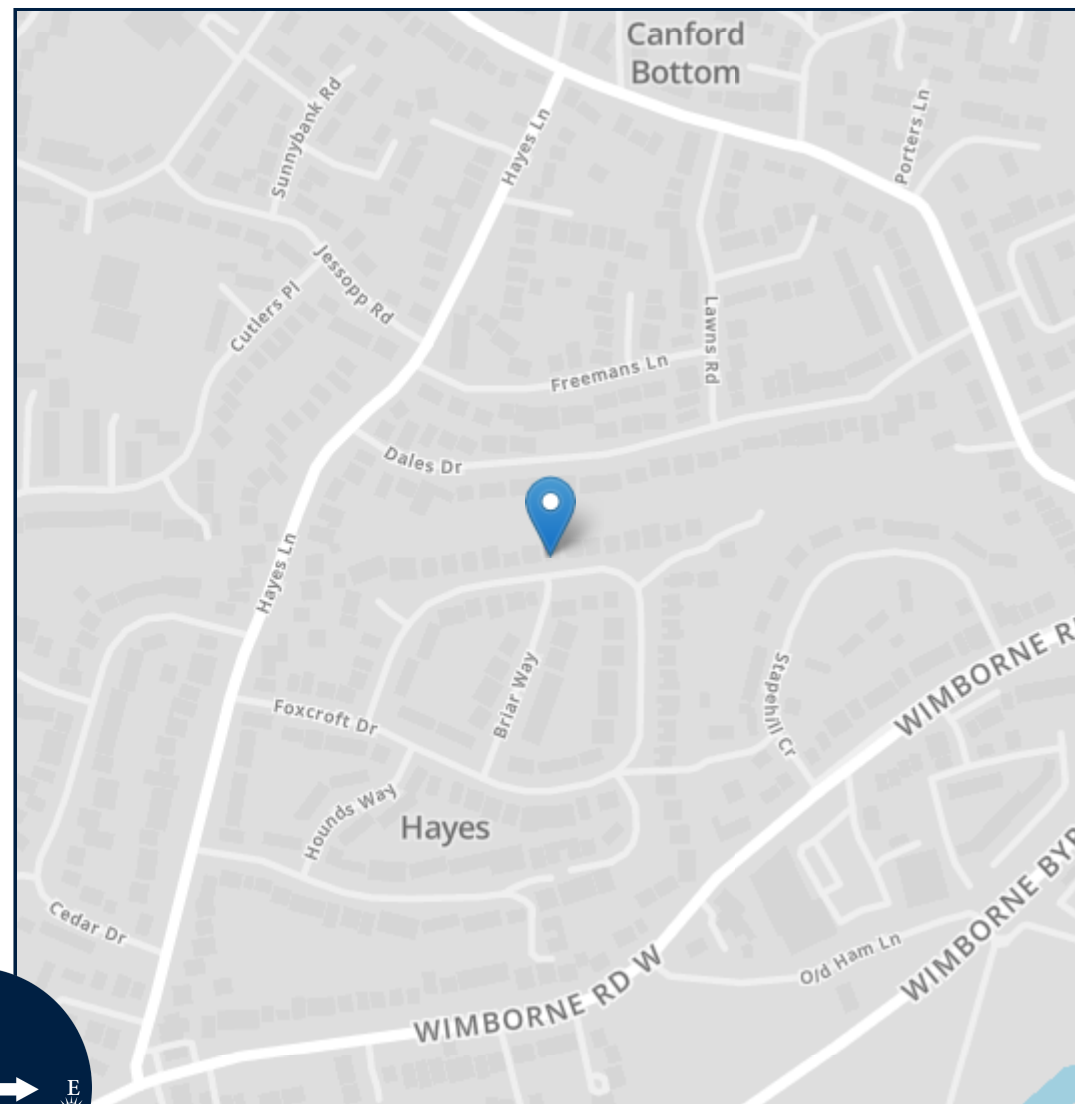 Canford
Bottom
Sunnybank Rd
Hayes Ln
Porters Ln
Jessopp Rd
Cutlers Pl
Lawns Rd
Freemans Ln
Dales Dr
Hayes Ln
WIMBORNE R
Stapehill Cr
Briar Way
Foxcroft Dr
Hounds Way
Hayes
WIMBORNE BYP
Cedar Dr
Old Ham Ln
WIMBORNE RD W
E